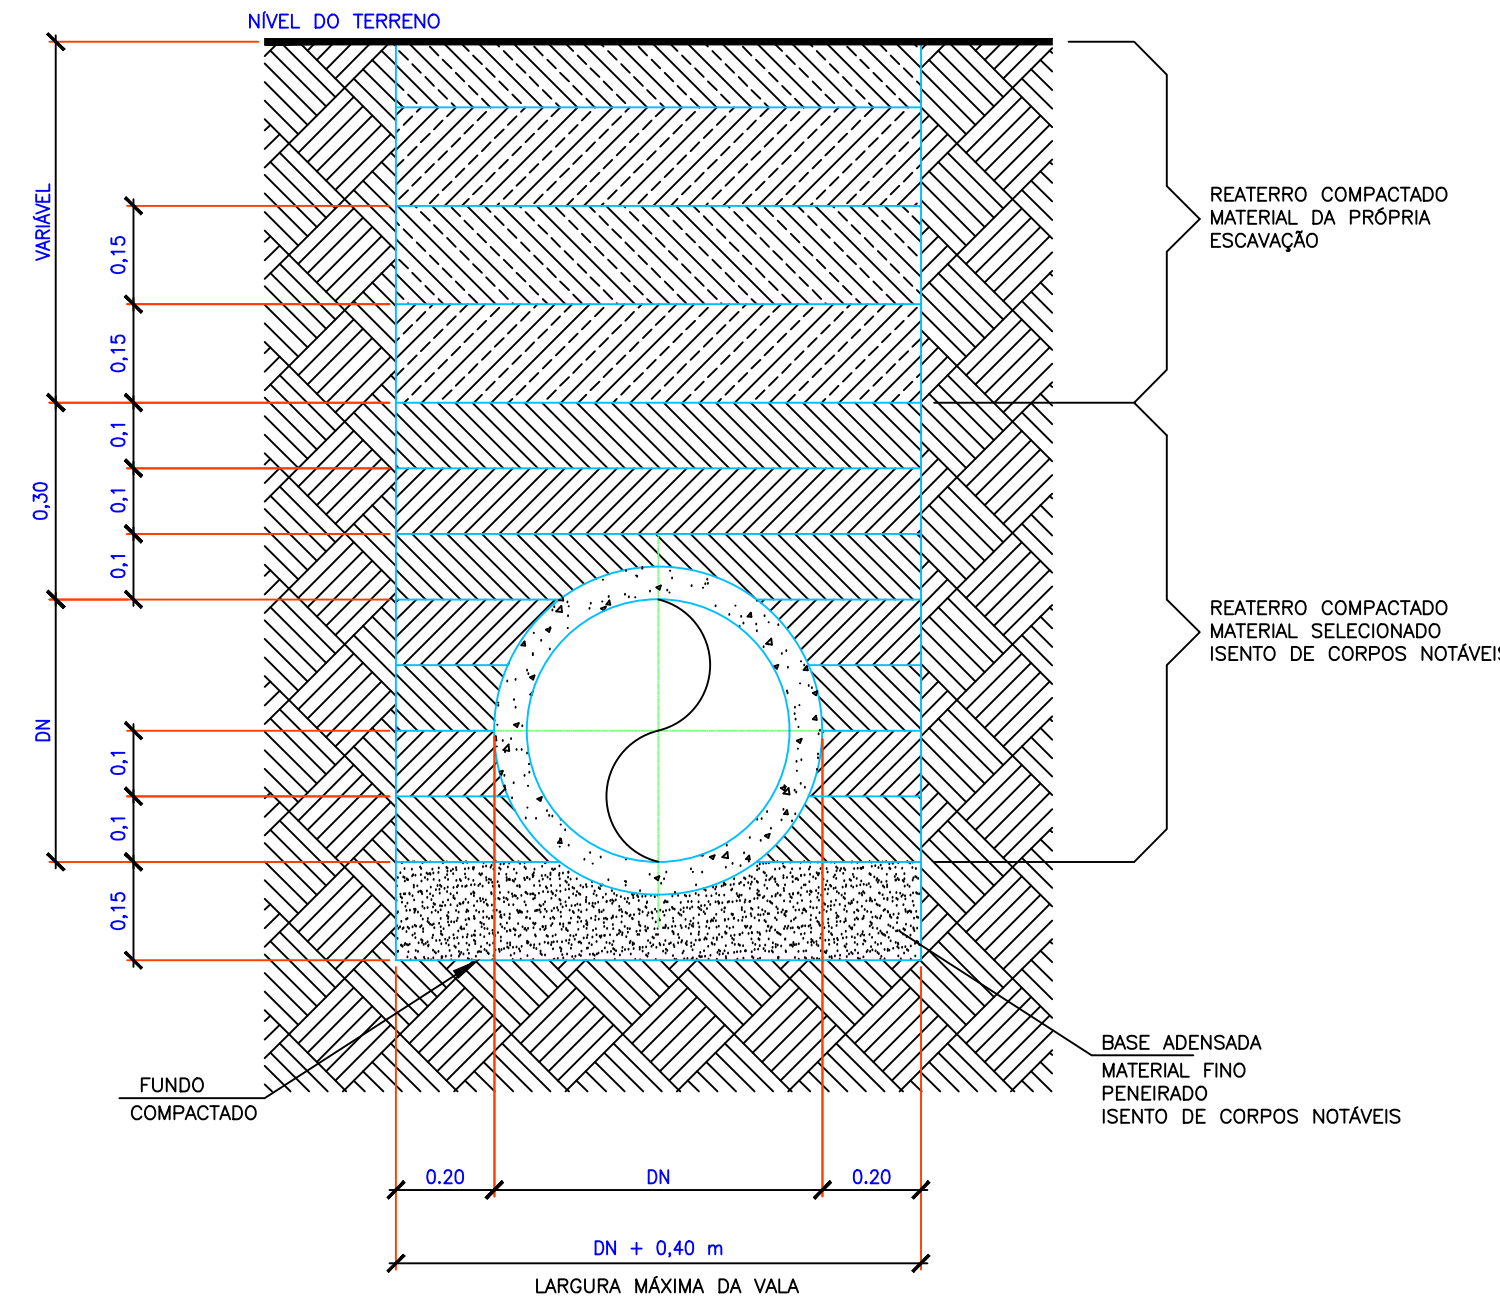 NÍVEL DO TERRENO
VARIÁVEL
0,15
0,15
0,1
0,1
0,1
0,30
DN
0,1
0,1
0,15
REATERRO COMPACTADO
MATERIAL DA PRÓPRIA
ESCAVAÇÃO
REATERRO COMPACTADO
MATERIAL SELECIONADO
ISENTO DE CORPOS NOTÁVEIS
FUNDO
COMPACTADO
BASE ADENSADA
MATERIAL FINO
PENEIRADO
ISENTO DE CORPOS NOTÁVEIS
0.20 DN 0.20
DN + 0,40 m
LARGURA MÁXIMA DA VALA